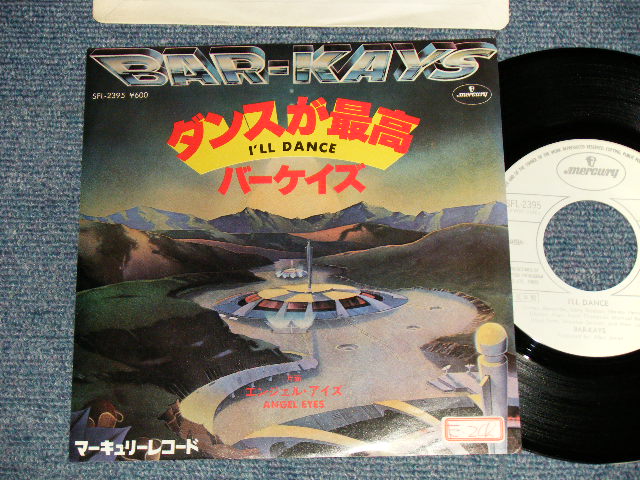 BAR-KAYS
SFL-2395 ¥600
mercury
ダンスが最高
I'LL DANCE
バーケイズ
エンジェル・アイズ
ANGEL EYES
マーキュリーレコード
mercury
SFL-2395
I'LL DANCE
BAR-KAYS